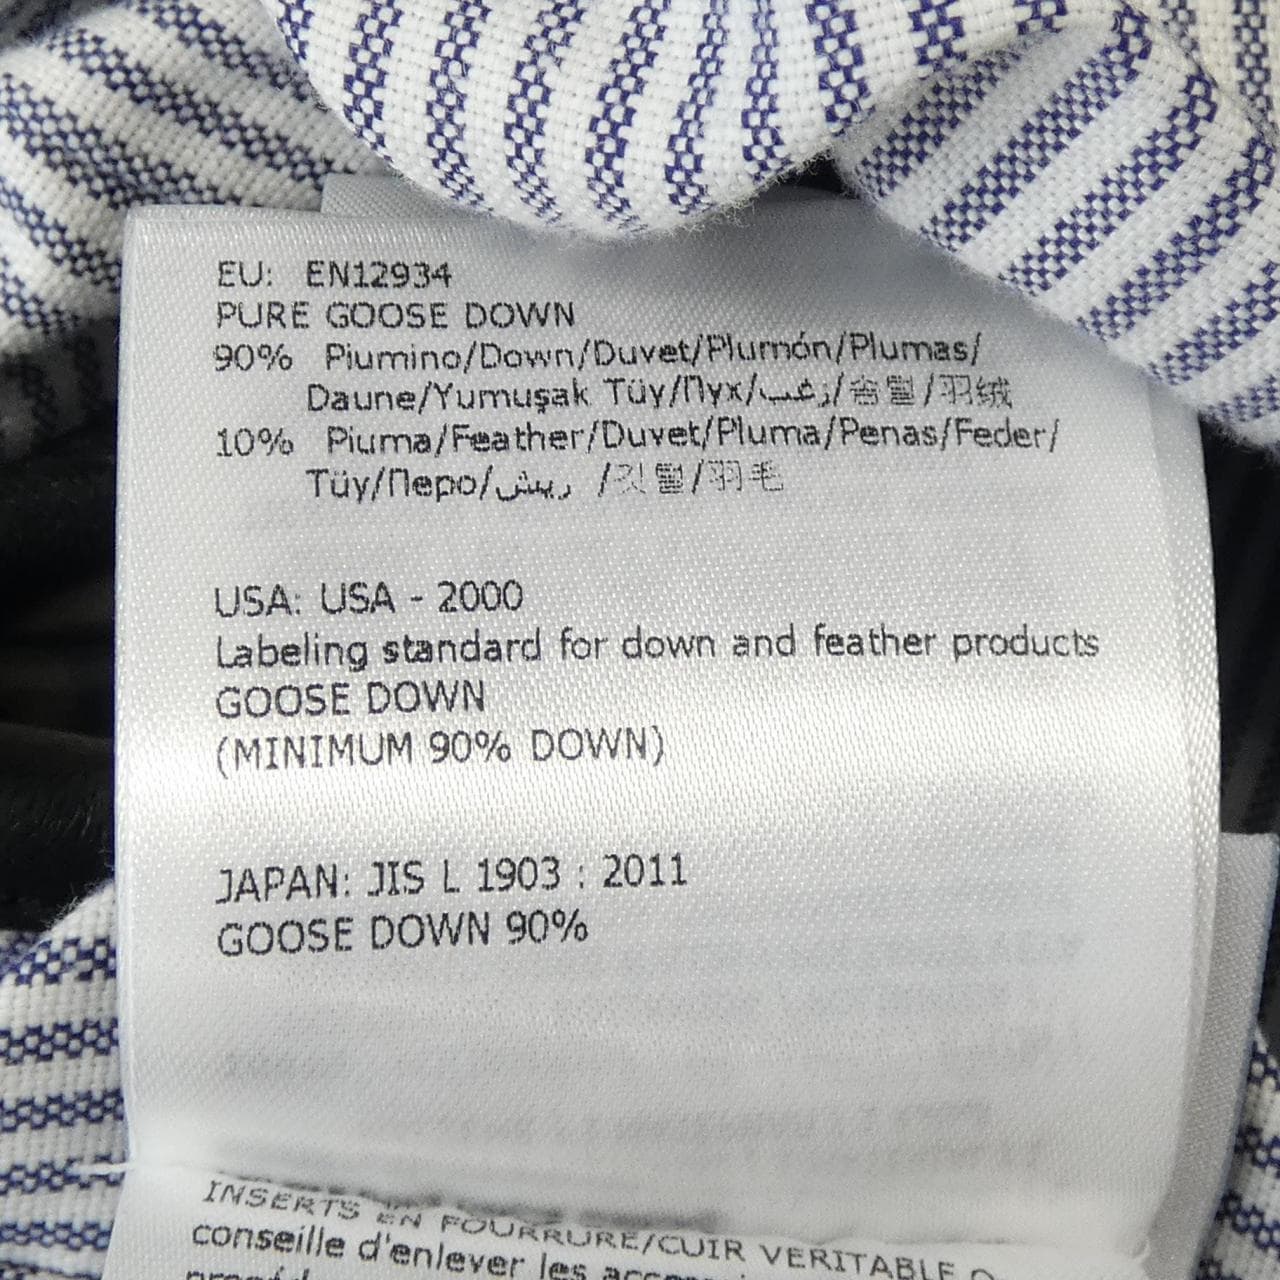 EU: EN12934
PURE GOOSE DOWN
90% Piumino/Down/Duvet/Plumón/Plumas/
Daune/Yumuşak Tüy/Пух/زغب/솜털/羽绒
10% Piuma/Feather/Duvet/Pluma/Penas/Feder/
Tüy/Перо/ريش /깃털/羽毛
USA: USA - 2000
Labeling standard for down and feather products
GOOSE DOWN
(MINIMUM 90% DOWN)
JAPAN: JIS L 1903 : 2011
GOOSE DOWN 90%
INSERTS EN FOURRURE/CUIR VERITABLE
conseille d'enlever les